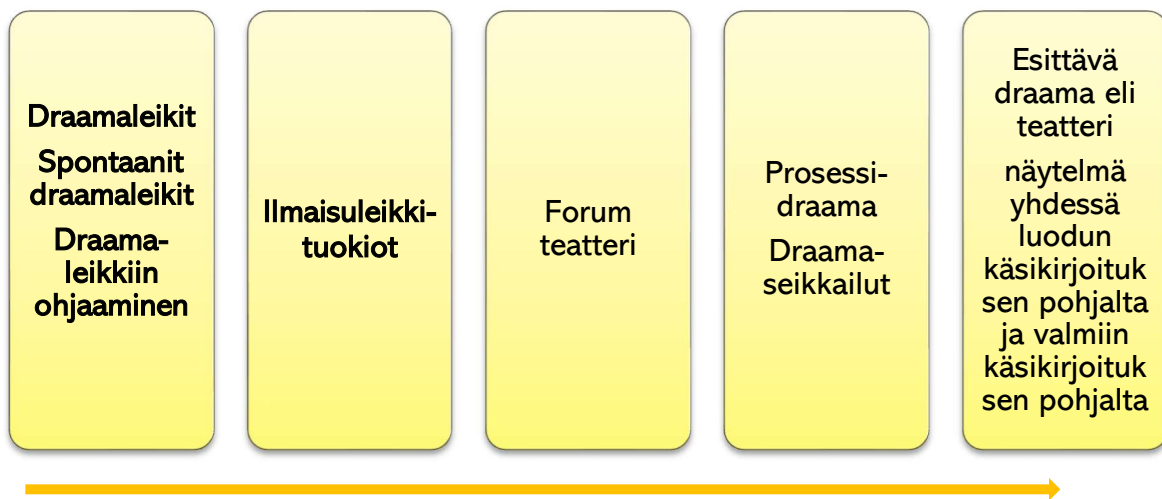 Draamaleikit
Spontaanit
draamaleikit
Draama-
leikkiin
ohjaaminen
Ilmaisuleikki-
tuokiot
Forum
teatteri
Prosessi-
draama
Draama-
seikkailut
Esittävä
draama eli
teatteri
näytelmä
yhdessä
luodun
käsikirjoituk
sen pohjalta
ja valmiin
käsikirjoituk
sen pohjalta